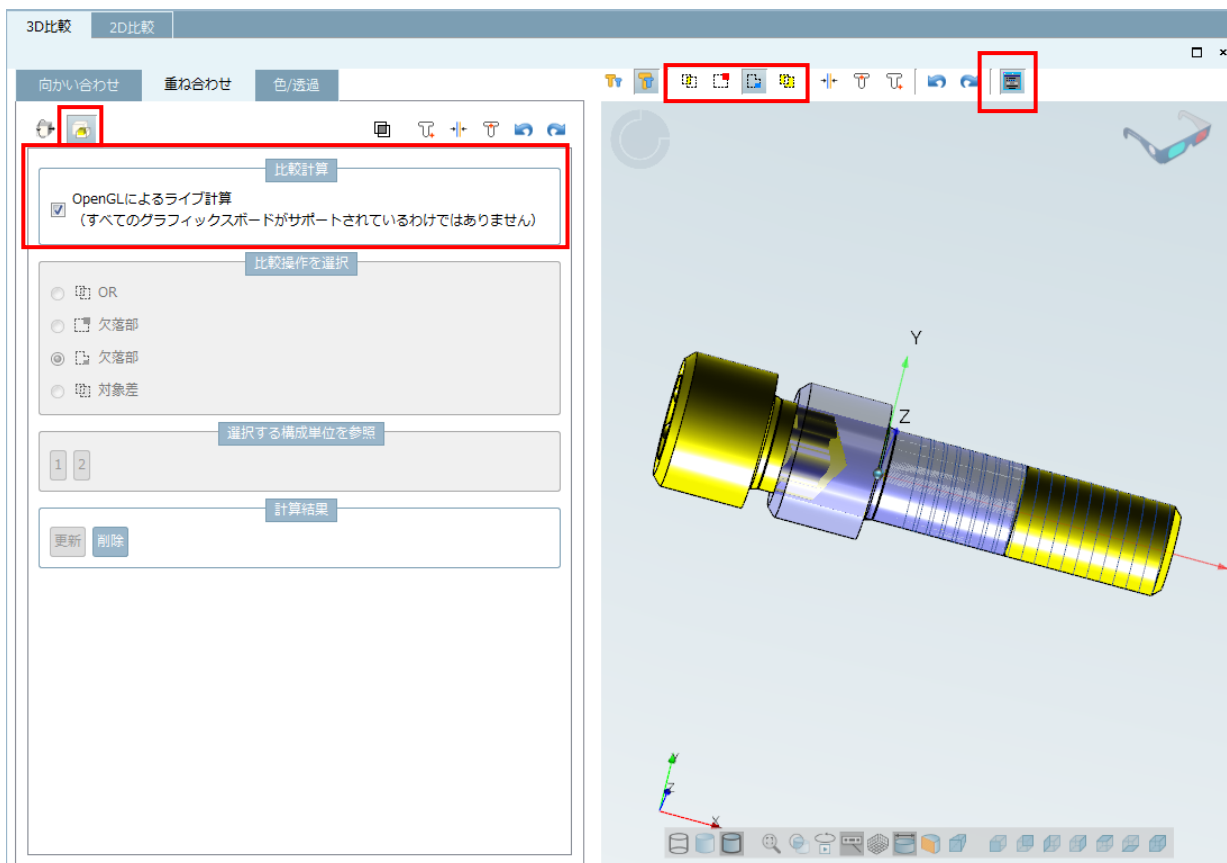 3D比較
2D比較
向かい合わせ
重ね合わせ
色/透過
比較計算
OpenGLによるライブ計算
（すべてのグラフィックスボードがサポートされているわけではありません）
比較操作を選択
OR
欠落部
欠落部
対象差
選択する構成単位を参照
1 2
計算結果
更新 削除
Y
Z
Y
Z
X